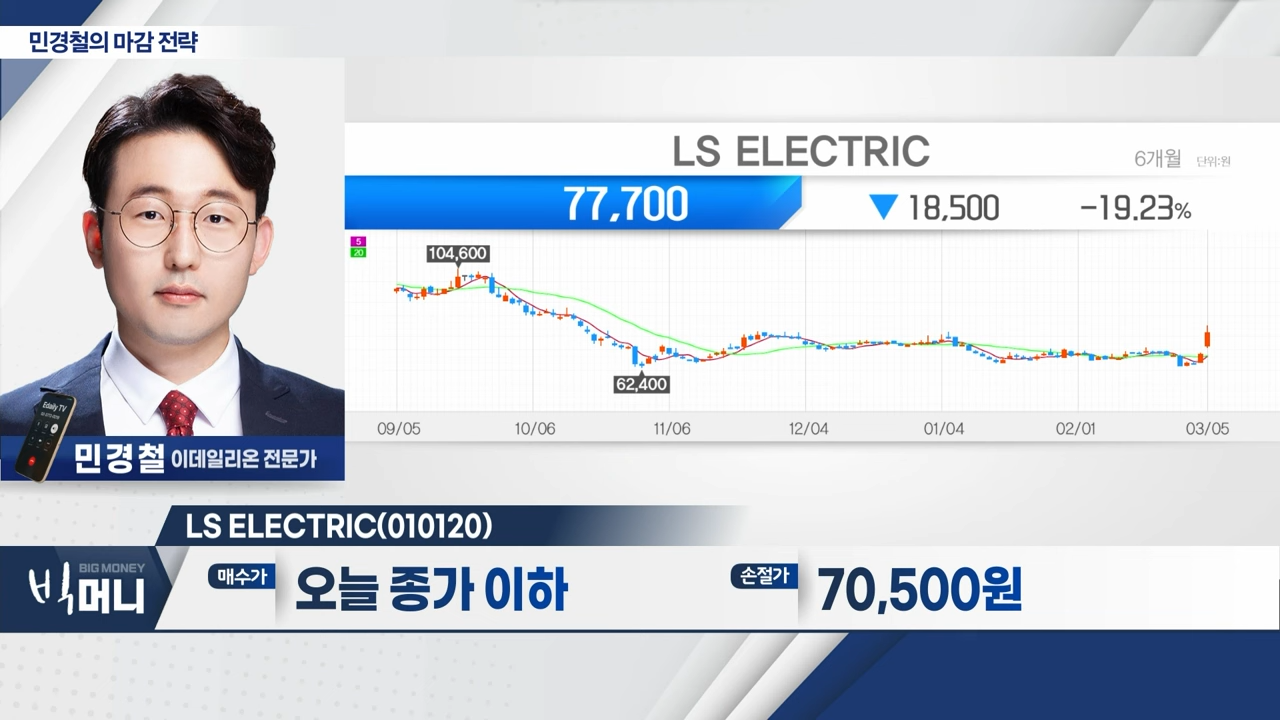 민경철의 마감 전략
LS ELECTRIC
6개월 단위:원
77,700 ▼ 18,500 -19.23%
5
20
104,600
62,400
09/05 10/06 11/06 12/04 01/04 02/01 03/05
Edaily TV
민경철 이데일리온 전문가
LS ELECTRIC(010120)
BIG MONEY
빅머니
매수가 오늘 종가 이하 손절가 70,500원